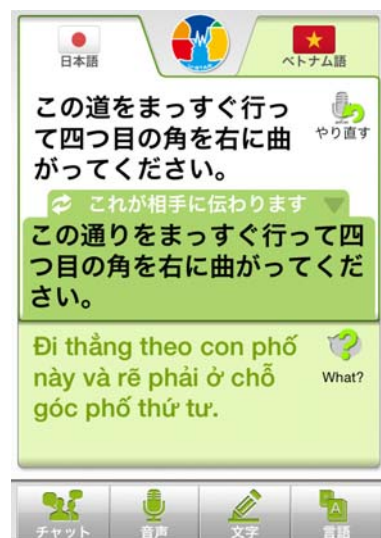 日本語
ベトナム語
この道をまっすぐ行っ
て四つ目の角を右に曲
がってください。
やり直す
これが相手に伝わります
この通りをまっすぐ行って四
つ目の角を右に曲がってくだ
さい。
Đi thẳng theo con phố
này và rẽ phải ở chỗ
góc phố thứ tư.
What?
チャット
音声
文字
言語